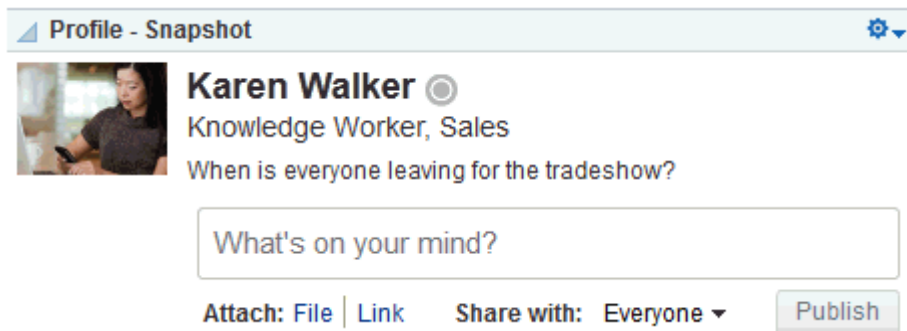 Profile - Snapshot
Karen Walker
Knowledge Worker, Sales
When is everyone leaving for the tradeshow?
What's on your mind?
Attach: File Link Share with: Everyone Publish